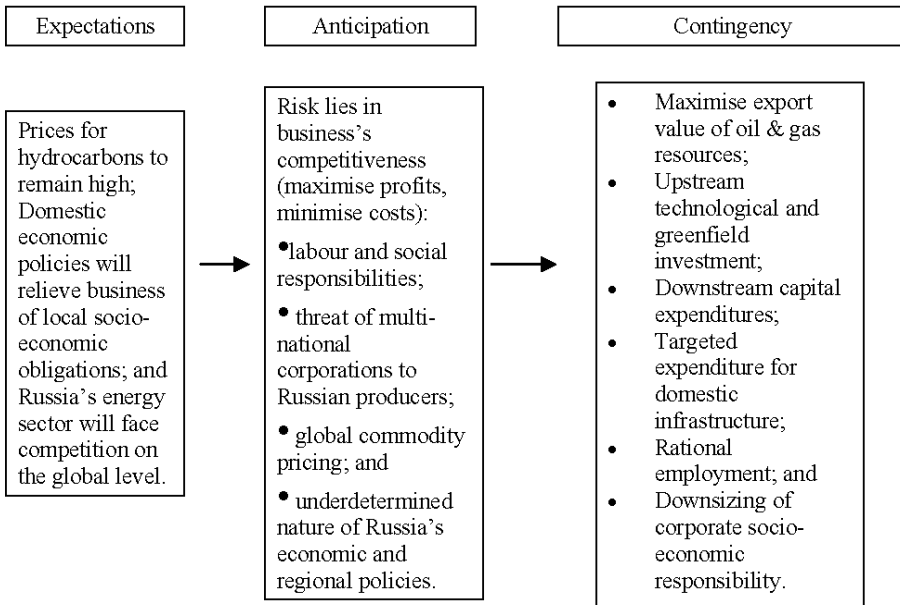 Expectations
Anticipation
Contingency
Prices for
hydrocarbons to
remain high;
Domestic
economic
policies will
relieve business
of local socio-
economic
obligations; and
Russia’s energy
sector will face
competition on
the global level.
Risk lies in
business’s
competitiveness
(maximise profits,
minimise costs):
•labour and social
responsibilities;
• threat of multi-
national
corporations to
Russian producers;
• global commodity
pricing; and
• underdetermined
nature of Russia’s
economic and
regional policies.
• Maximise export
value of oil & gas
resources;
• Upstream
technological and
greenfield
investment;
• Downstream capital
expenditures;
• Targeted
expenditure for
domestic
infrastructure;
• Rational
employment; and
• Downsizing of
corporate socio-
economic
responsibility.